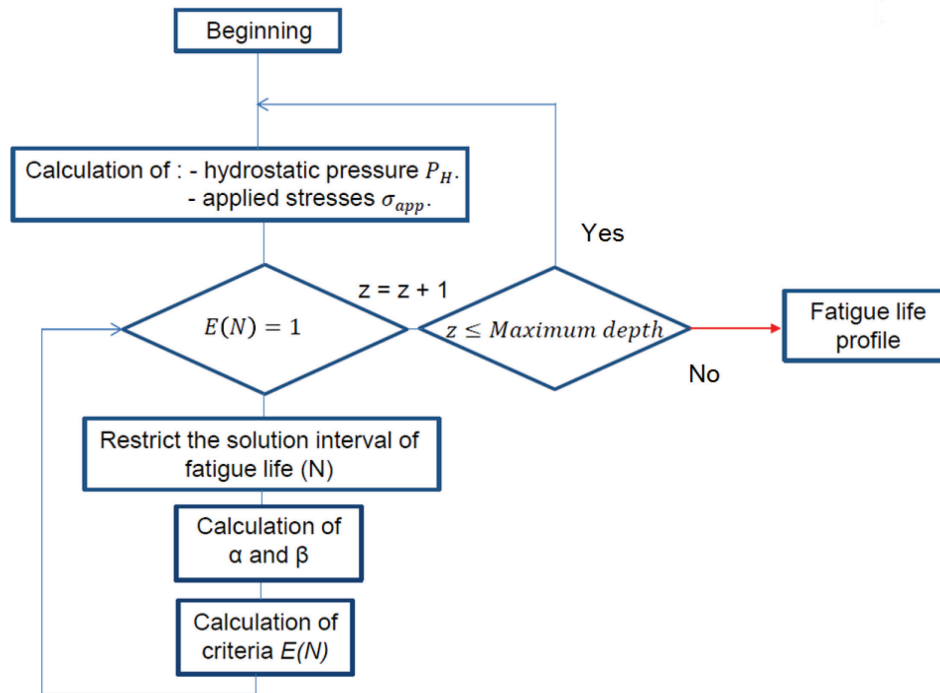 Beginning
Calculation of : - hydrostatic pressure P_H.
- applied stresses σ_app.
Yes
z = z + 1
E(N) = 1
z ≤ Maximum depth
No
Fatigue life
profile
Restrict the solution interval of
fatigue life (N)
Calculation of
α and β
Calculation of
criteria E(N)